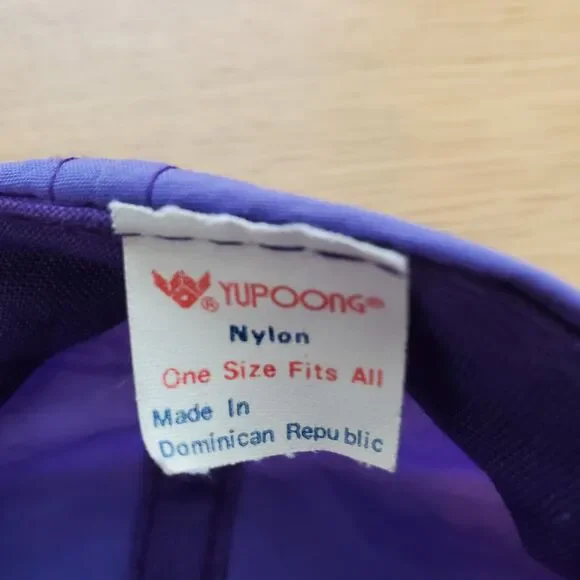 ® YUPOONG®
Nylon
One Size Fits All
Made In
Dominican Republic